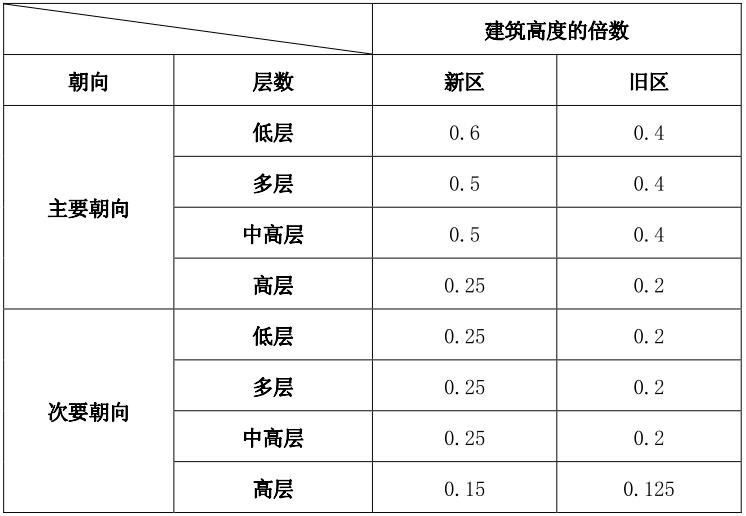 建筑高度的倍数
朝向 层数 新区 旧区
主要朝向 低层 0.6 0.4
多层 0.5 0.4
中高层 0.5 0.4
高层 0.25 0.2
次要朝向 低层 0.25 0.2
多层 0.25 0.2
中高层 0.25 0.2
高层 0.15 0.125